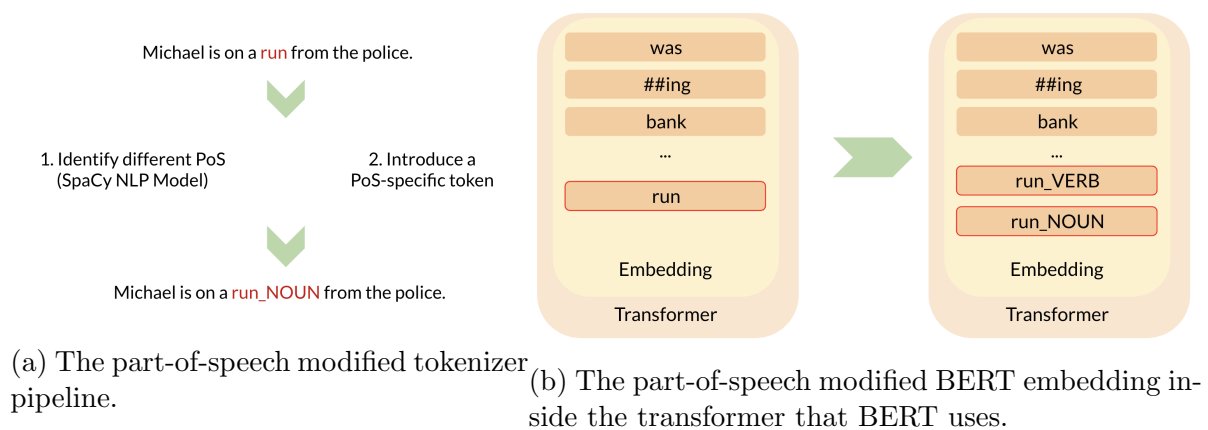 Michael is on a run from the police.
1. Identify different PoS
(SpaCy NLP Model)
2. Introduce a
PoS-specific token
Michael is on a run_NOUN from the police.
(a) The part-of-speech modified tokenizer
pipeline.
was
##ing
bank
...
run
Embedding
Transformer
was
##ing
bank
...
run_VERB
run_NOUN
Embedding
Transformer
(b) The part-of-speech modified BERT embedding in-
side the transformer that BERT uses.